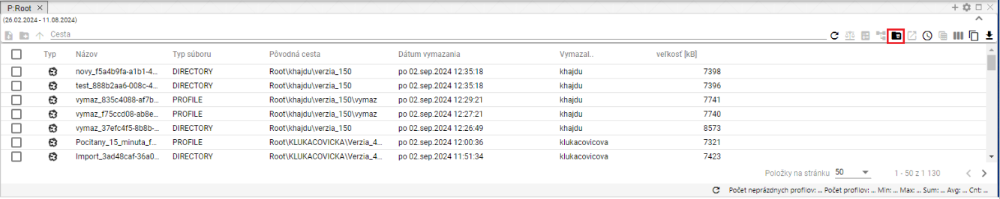 P:Root
(26.02.2024 - 11.08.2024)
Cesta
Typ Názov Typ súboru Pôvodná cesta Dátum vymazania Vymazal.. veľkosť [kB]
novy_f5a4b9fa-a1b1-4... DIRECTORY Root\khajdu\verzia_150 po 02.sep.2024 12:35:18 khajdu 7398
test_888b2aa6-008c-4... DIRECTORY Root\khajdu\verzia_150 po 02.sep.2024 12:35:18 khajdu 7396
vymaz_835c4088-af7b... PROFILE Root\khajdu\verzia_150\vymaz po 02.sep.2024 12:29:21 khajdu 7741
vymaz_f75ccd08-ab8e... PROFILE Root\khajdu\verzia_150\vymaz po 02.sep.2024 12:27:21 khajdu 7740
vymaz_37efc4f5-8b8b-... DIRECTORY Root\khajdu\verzia_150 po 02.sep.2024 12:26:49 khajdu 8573
Pocitany_15_minuta_f... PROFILE Root\KLUKACOVICKA\Verzia_4... po 02.sep.2024 12:00:36 klukacovicova 7321
Import_3ad48caf-36a0... DIRECTORY Root\KLUKACOVICKA\Verzia_4... po 02.sep.2024 11:51:34 klukacovicova 7423
Položky na stránku 50 1 - 50 z 1 130
Počet neprázdnych profilov: ... Počet profilov: ... Min: ... Max: ... Sum: ... Avg: ... Cnt: ...